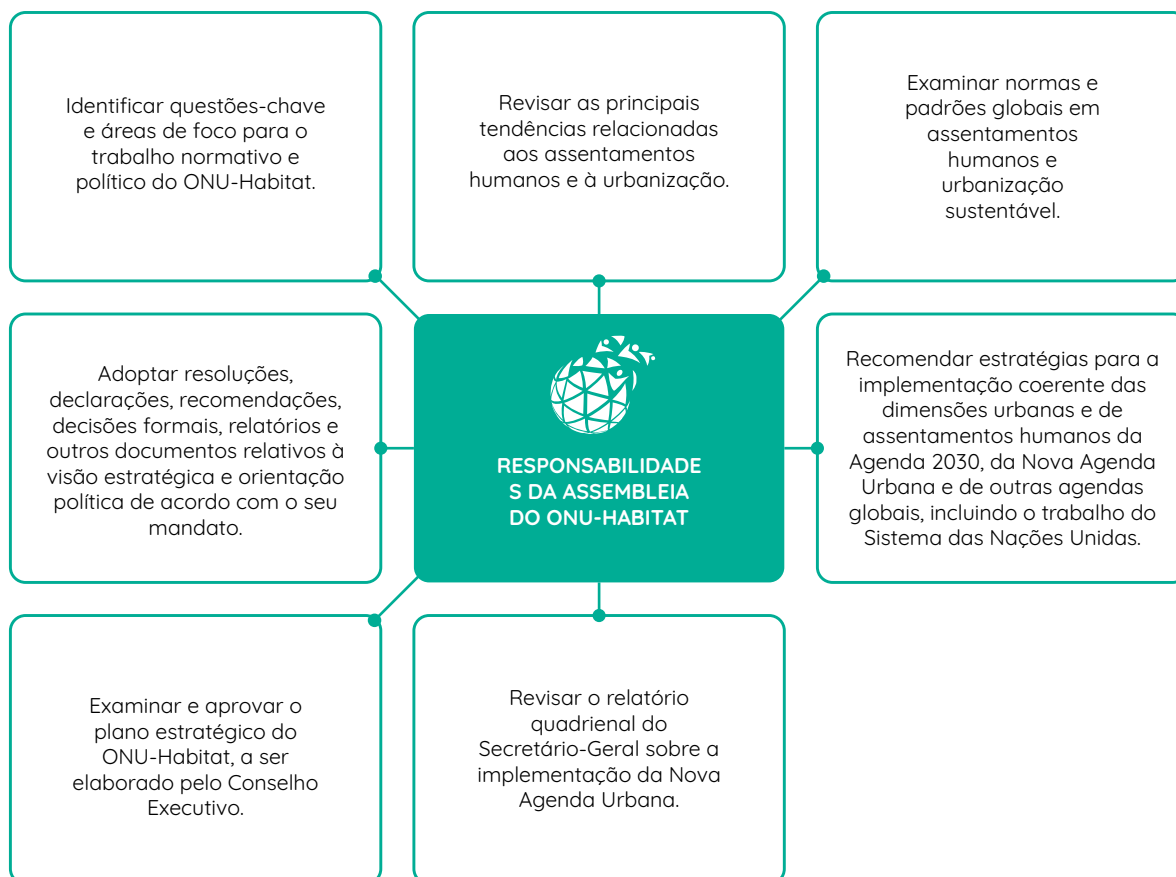 Identificar questões-chave
e áreas de foco para o
trabalho normativo e
político do ONU-Habitat.
Revisar as principais
tendências relacionadas
aos assentamentos
humanos e à urbanização.
Examinar normas e
padrões globais em
assentamentos
humanos e
urbanização
sustentável.
Adoptar resoluções,
declarações, recomendações,
decisões formais, relatórios e
outros documentos relativos à
visão estratégica e orientação
política de acordo com o seu
mandato.
RESPONSABILIDADE
S DA ASSEMBLEIA
DO ONU-HABITAT
Recomendar estratégias para a
implementação coerente das
dimensões urbanas e de
assentamentos humanos da
Agenda 2030, da Nova Agenda
Urbana e de outras agendas
globais, incluindo o trabalho do
Sistema das Nações Unidas.
Examinar e aprovar o
plano estratégico do
ONU-Habitat, a ser
elaborado pelo Conselho
Executivo.
Revisar o relatório
quadrienal do
Secretário-Geral sobre a
implementação da Nova
Agenda Urbana.